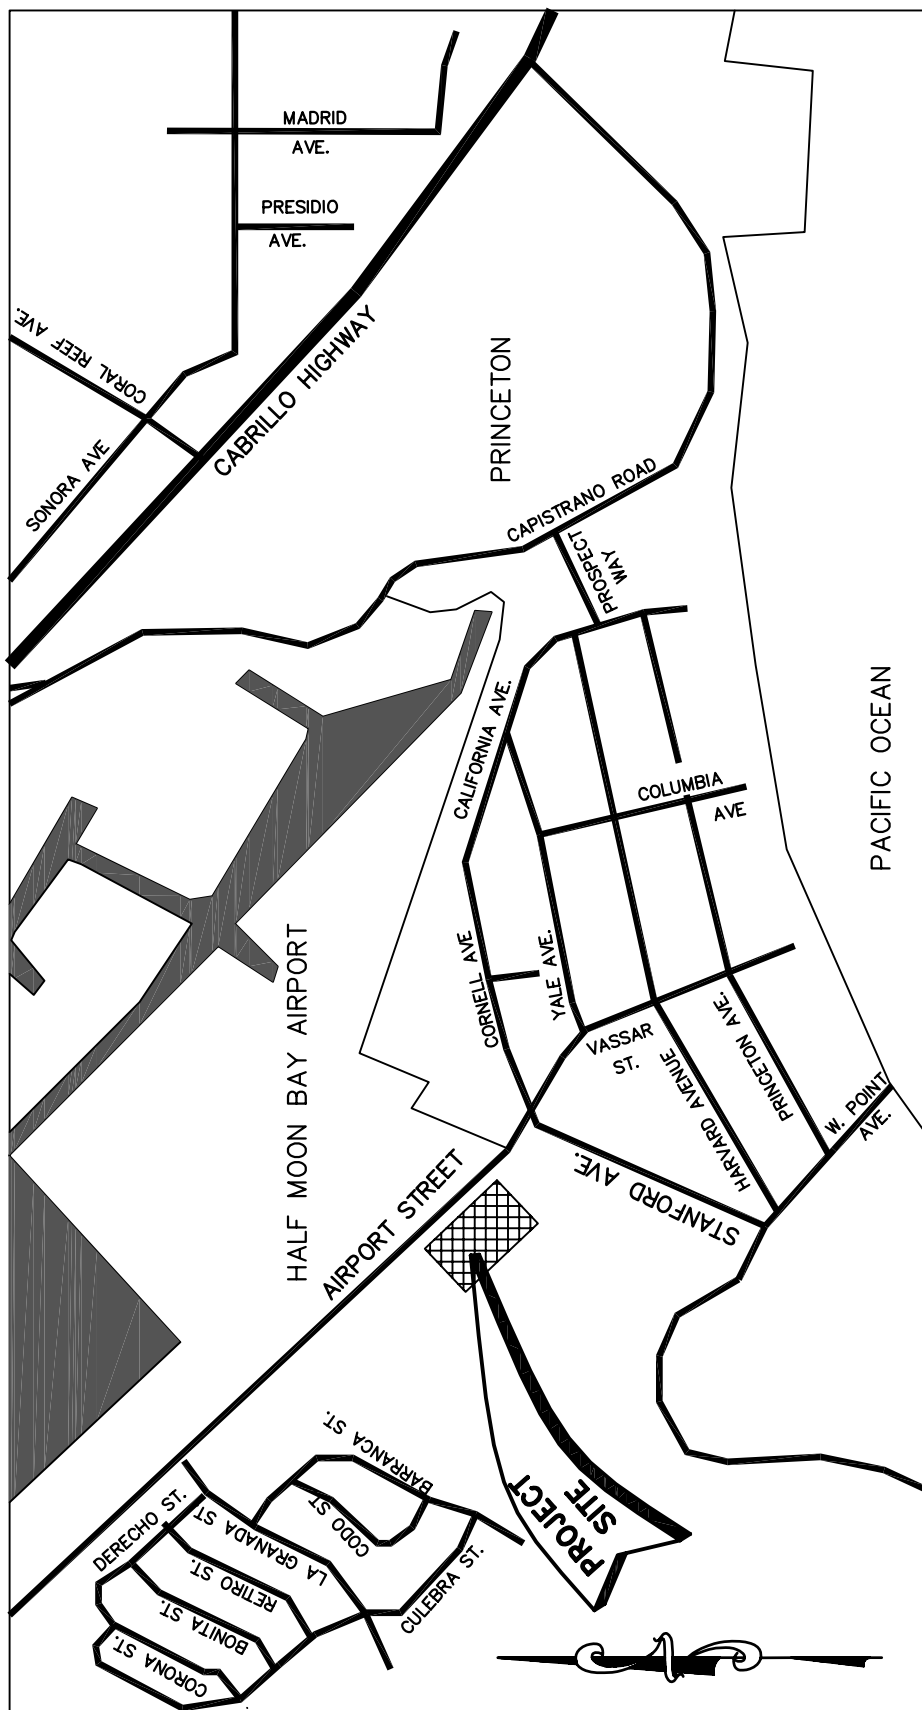 MADRID
AVE.
PRESIDIO
AVE.
CORAL REEF AVE.
CABRILLO HIGHWAY
SONORA AVE
PRINCETON
CAPISTRANO ROAD
PROSPECT
WAY
CALIFORNIA AVE.
PACIFIC OCEAN
COLUMBIA
AVE
HALF MOON BAY AIRPORT
CORNELL AVE
YALE AVE.
VASSAR
ST.
HARVARD AVENUE
PRINCETON AVE.
W. POINT
AVE.
STANFORD AVE.
AIRPORT STREET
BARRANCA ST.
PROJECT
SITE
DERECHO ST.
LA GRANADA ST
CODO ST
RETIRO ST.
CULEBRA ST.
BONITA ST.
CORONA ST.
N